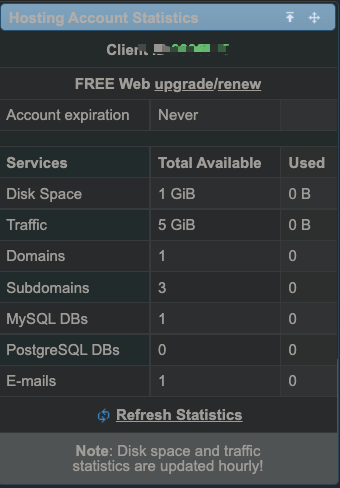 Hosting Account Statistics
Client
FREE Web upgrade/renew
Account expiration Never
Services Total Available Used
Disk Space 1 GiB 0 B
Traffic 5 GiB 0 B
Domains 1 0
Subdomains 3 0
MySQL DBs 1 0
PostgreSQL DBs 0 0
E-mails 1 0
Refresh Statistics
Note: Disk space and traffic
statistics are updated hourly!